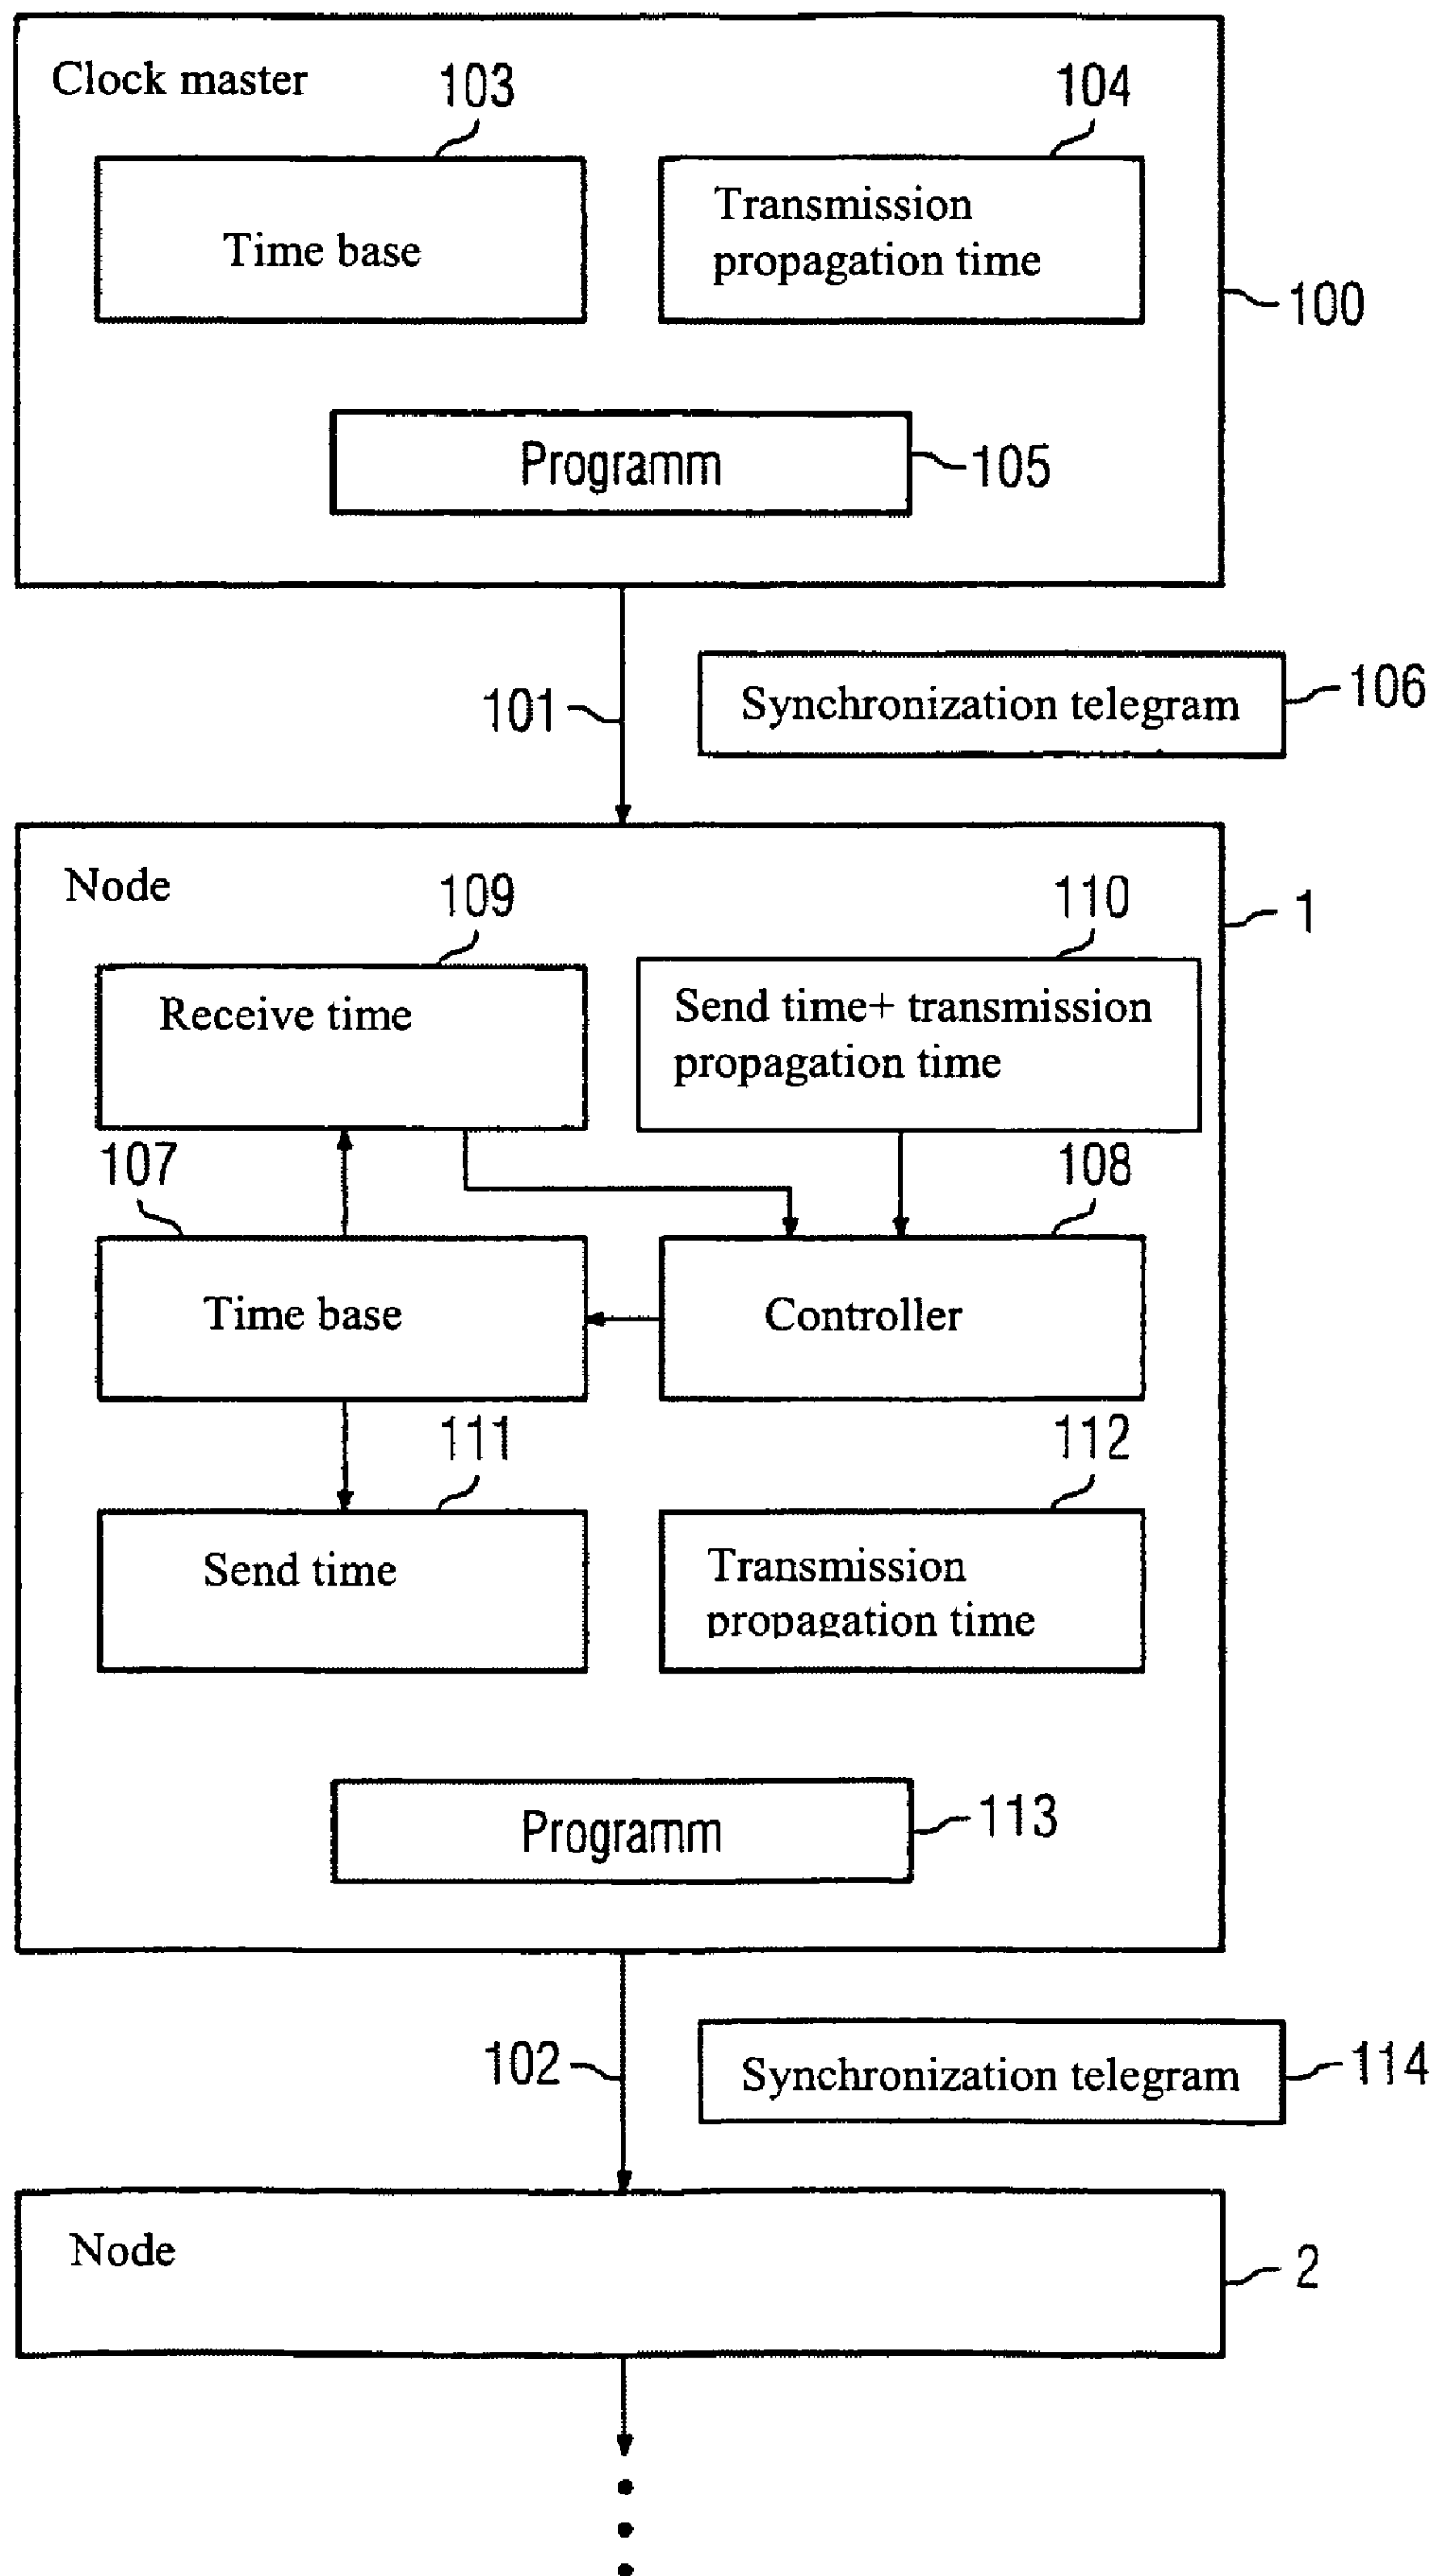 Clock master
103
104
Time base
Transmission
propagation time
100
Programm
105
101
Synchronization telegram
106
Node
109
110
1
Receive time
Send time+ transmission
propagation time
107
108
Time base
Controller
111
112
Send time
Transmission
propagation time
Programm
113
102
Synchronization telegram
114
Node
2